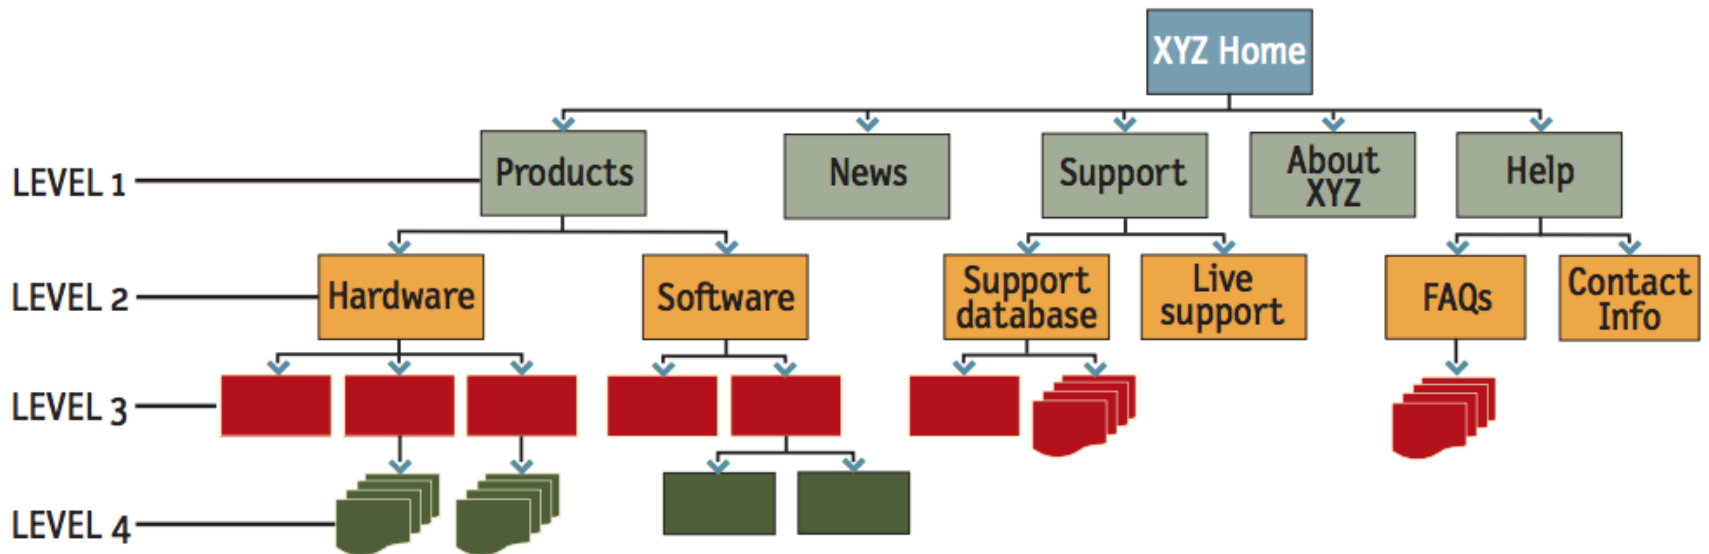 XYZ Home
LEVEL 1
Products
News
Support
About
XYZ
Help
LEVEL 2
Hardware
Software
Support
database
Live
support
FAQs
Contact
Info
LEVEL 3
LEVEL 4